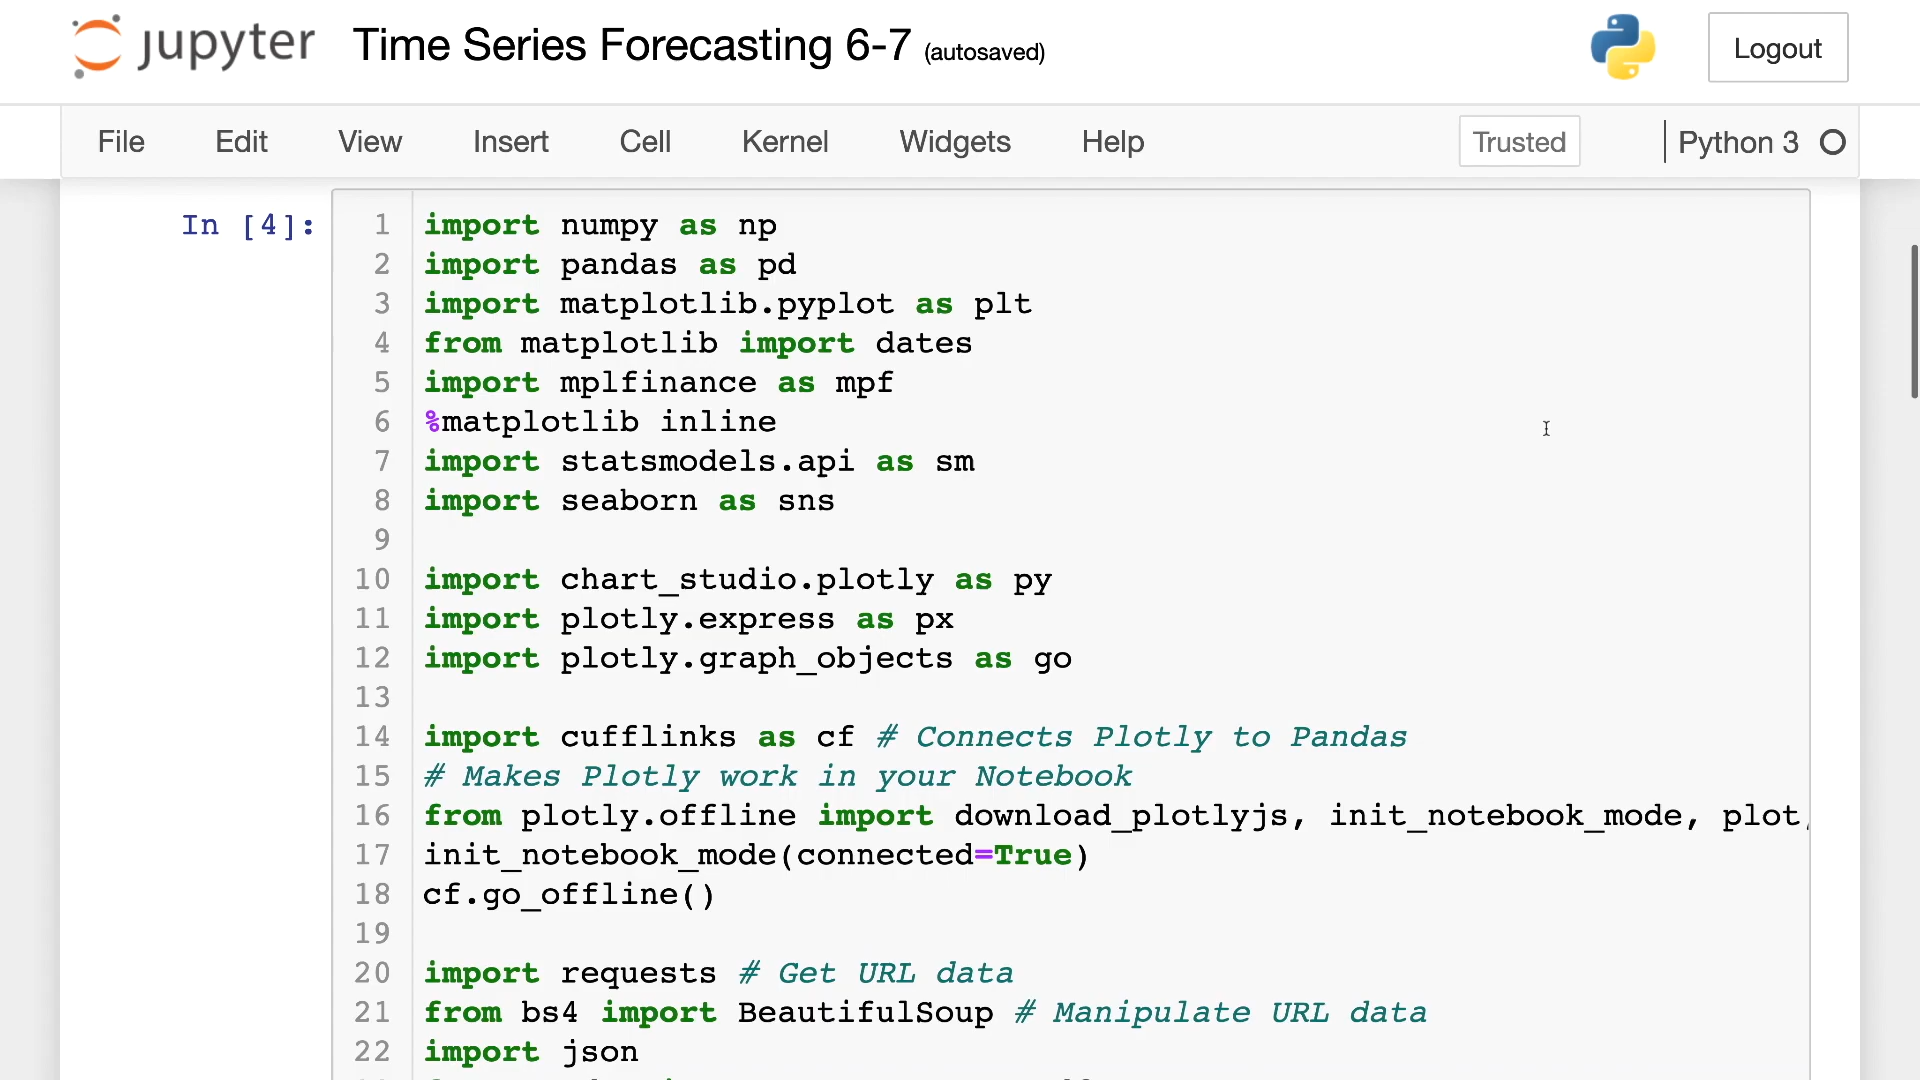 jupyter Time Series Forecasting 6-7 (autosaved) Logout
File Edit View Insert Cell Kernel Widgets Help Trusted Python 3
In [4]:
1 import numpy as np
2 import pandas as pd
3 import matplotlib.pyplot as plt
4 from matplotlib import dates
5 import mplfinance as mpf
6 %matplotlib inline
7 import statsmodels.api as sm
8 import seaborn as sns
9
10 import chart_studio.plotly as py
11 import plotly.express as px
12 import plotly.graph_objects as go
13
14 import cufflinks as cf # Connects Plotly to Pandas
15 # Makes Plotly work in your Notebook
16 from plotly.offline import download_plotlyjs, init_notebook_mode, plot,
17 init_notebook_mode(connected=True)
18 cf.go_offline()
19
20 import requests # Get URL data
21 from bs4 import BeautifulSoup # Manipulate URL data
22 import json